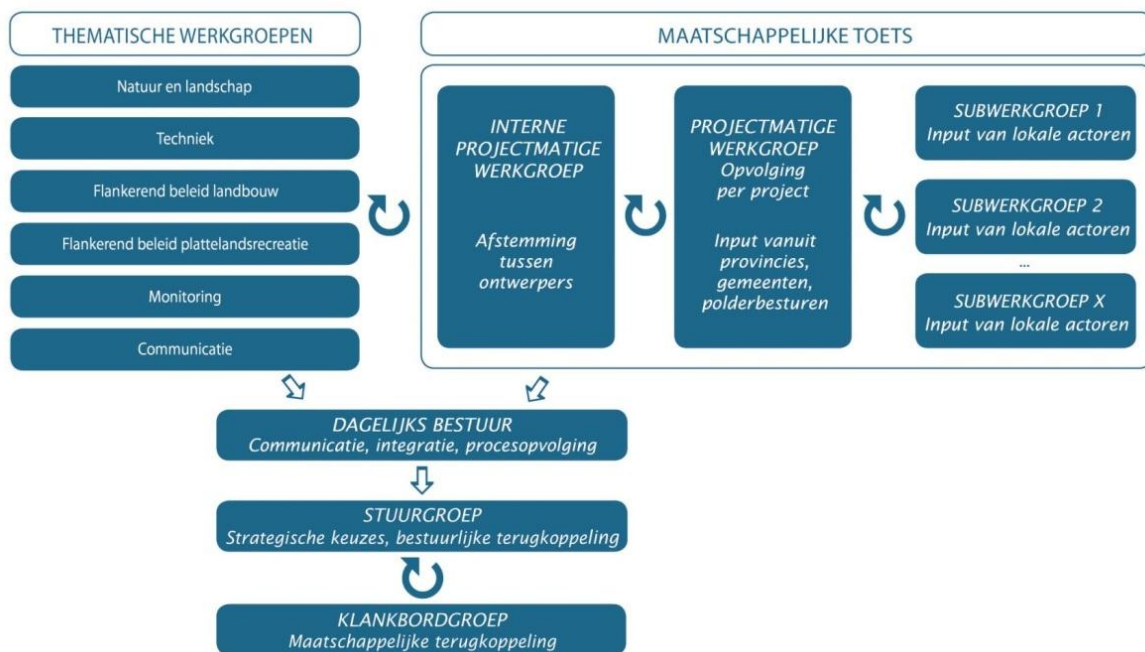 THEMATISCHE WERKGROEPEN
Natuur en landschap
Techniek
Flankerend beleid landbouw
Flankerend beleid plattelandsrecreatie
Monitoring
Communicatie
MAATSCHAPPELIJKE TOETS
INTERNE
PROJECTMATIGE
WERKGROEP
Afstemming
tussen
ontwerpers
PROJECTMATIGE
WERKGROEP
Opvolging
per project
Input vanuit
provincies,
gemeenten,
polderbesturen
SUBWERKGROEP 1
Input van lokale actoren
SUBWERKGROEP 2
Input van lokale actoren
...
SUBWERKGROEP X
Input van lokale actoren
DAGELIJKS BESTUUR
Communicatie, integratie, procesopvolging
STUURGROEP
Strategische keuzes, bestuurlijke terugkoppeling
KLANKBORDGROEP
Maatschappelijke terugkoppeling